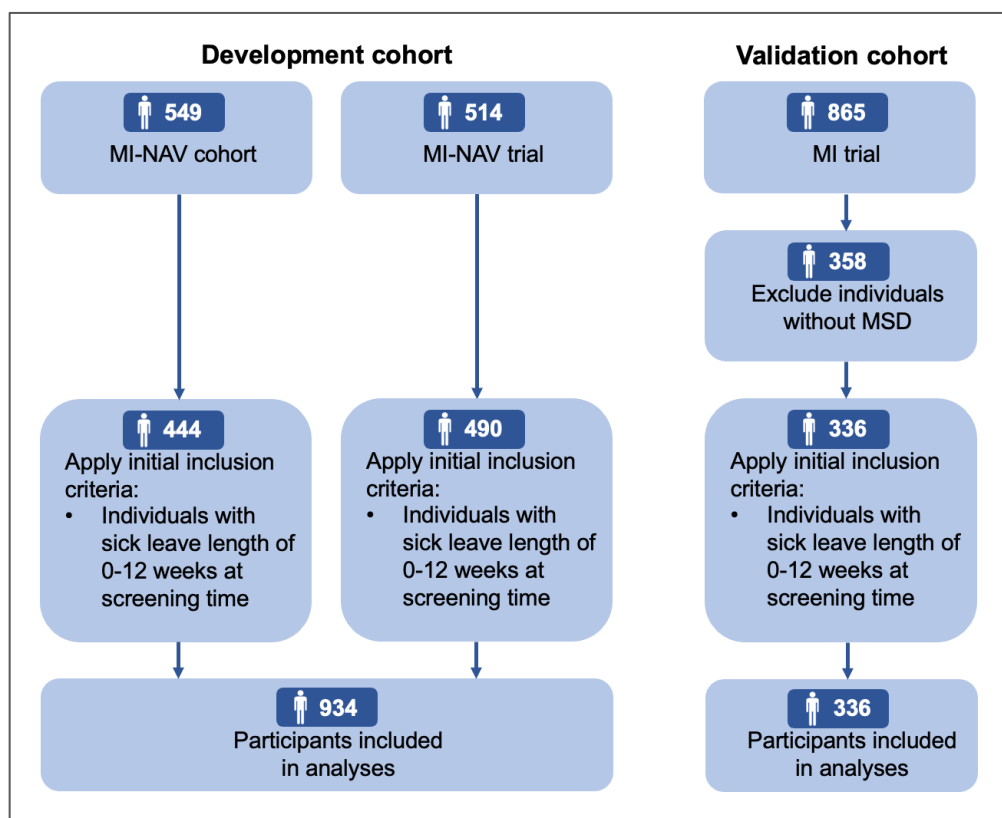 Development cohort
549
MI-NAV cohort
514
MI-NAV trial
444
Apply initial inclusion
criteria:
• Individuals with
sick leave length of
0-12 weeks at
screening time
490
Apply initial inclusion
criteria:
• Individuals with
sick leave length of
0-12 weeks at
screening time
934
Participants included
in analyses
Validation cohort
865
MI trial
358
Exclude individuals
without MSD
336
Apply initial inclusion
criteria:
• Individuals with
sick leave length of
0-12 weeks at
screening time
336
Participants included
in analyses